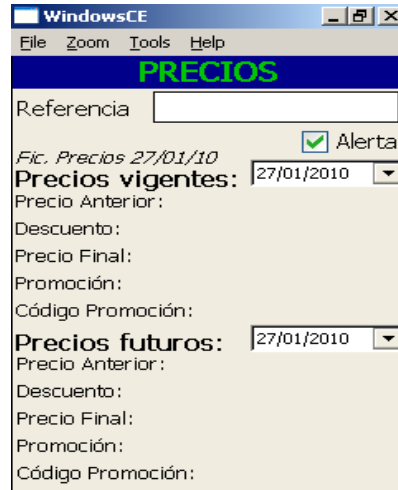 WindowsCE
File Zoom Tools Help
PRECIOS
Referencia
Alerta
Fic. Precios 27/01/10
Precios vigentes: 27/01/2010
Precio Anterior:
Descuento:
Precio Final:
Promoción:
Código Promoción:
Precios futuros: 27/01/2010
Precio Anterior:
Descuento:
Precio Final:
Promoción:
Código Promoción: